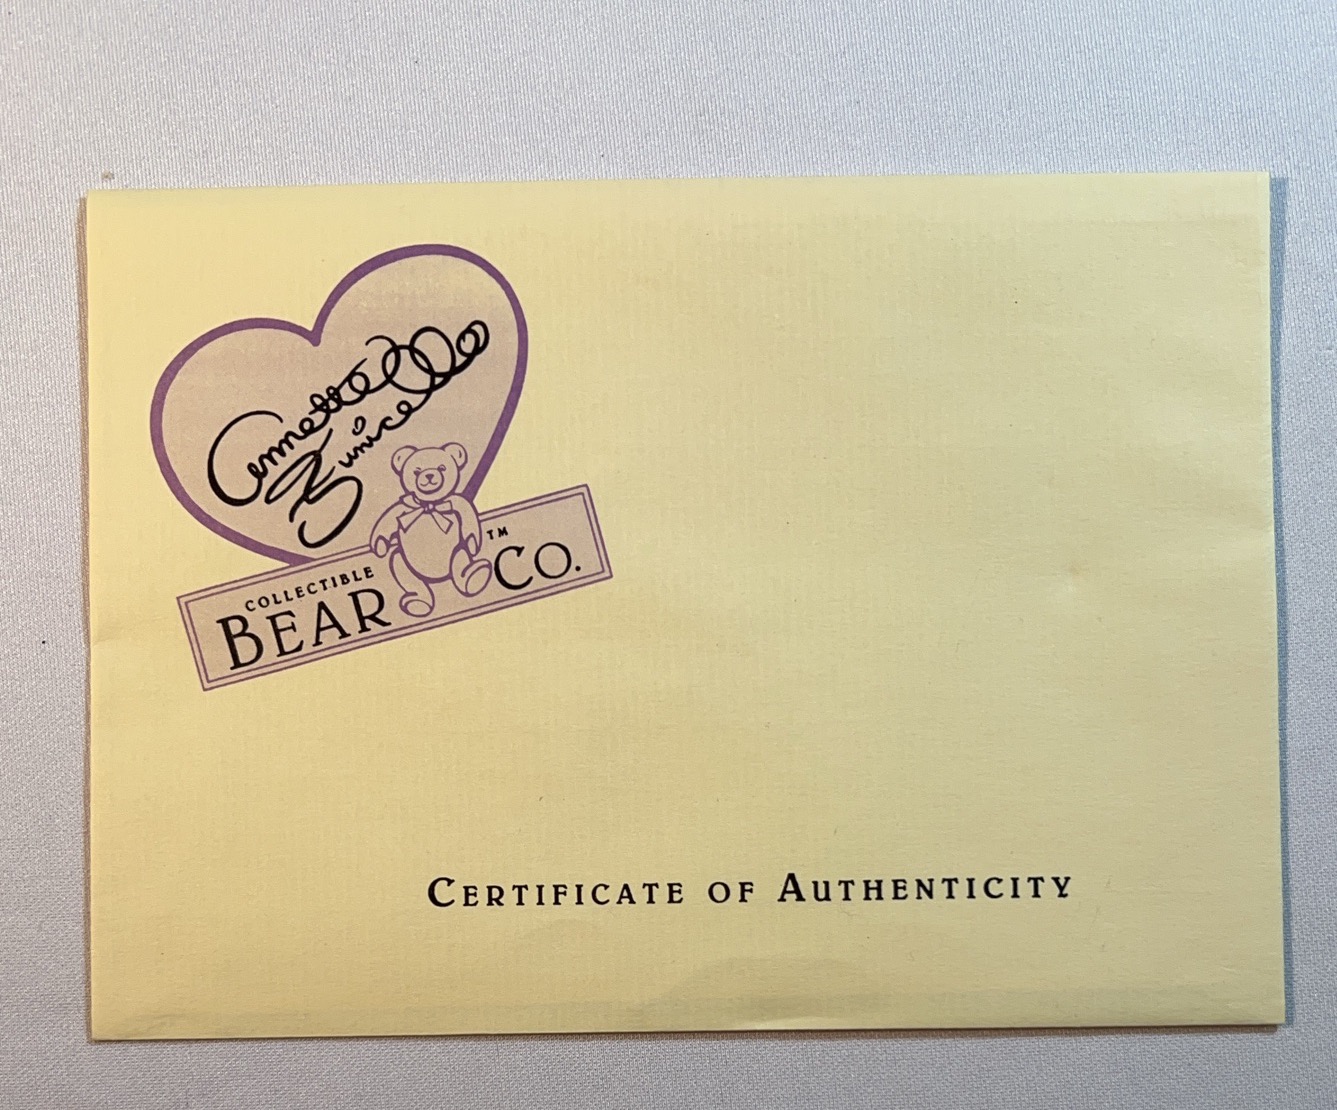 Annette
Funicello
COLLECTIBLE
BEAR CO.™
CERTIFICATE OF AUTHENTICITY